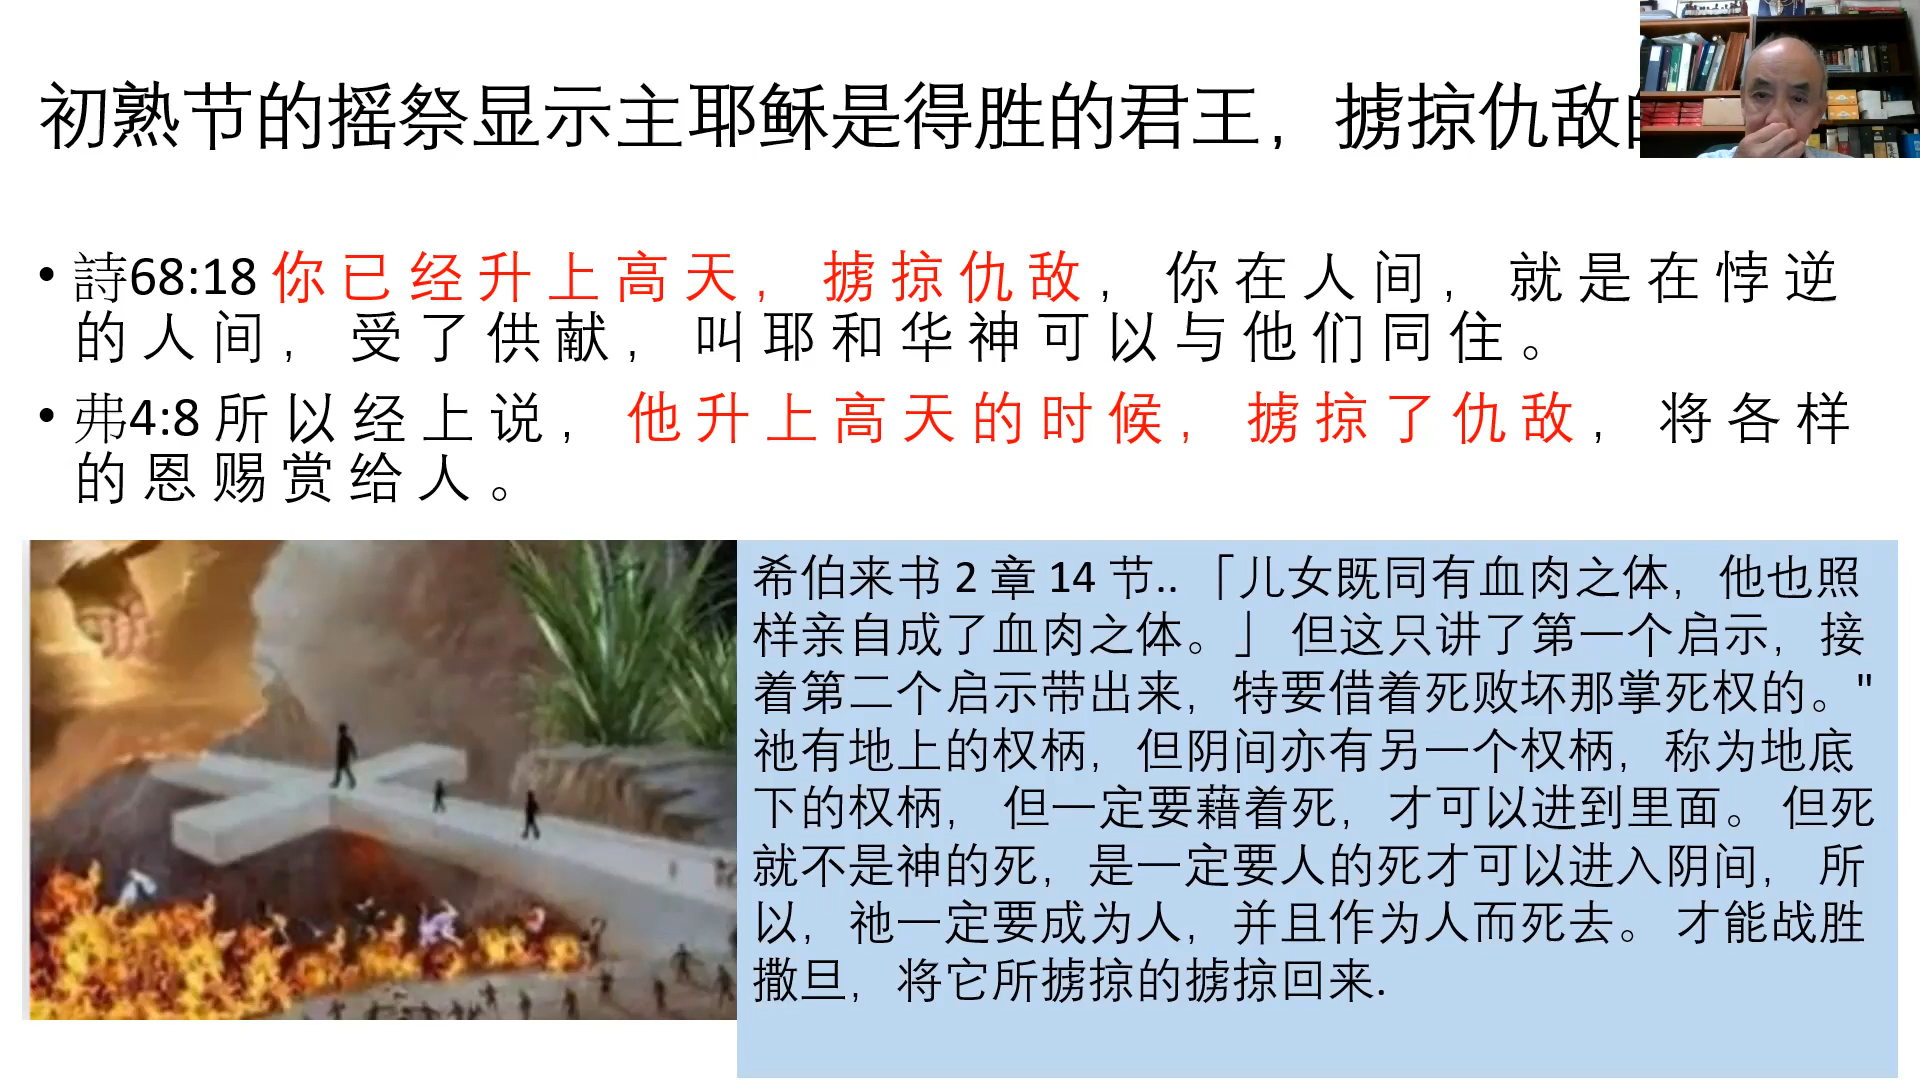 初熟节的摇祭显示主耶稣是得胜的君王，掳掠仇敌的
• 詩68:18 你已经升上高天，掳掠仇敌，你在人间，就是在悖逆
的人间，受了供献，叫耶和华神可以与他们同住。
• 弗4:8 所以经上说，他升上高天的时候，掳掠了仇敌，将各样
的恩赐赏给人。
希伯来书 2 章 14 节..「儿女既同有血肉之体，他也照
样亲自成了血肉之体。」但这只讲了第一个启示，接
着第二个启示带出来，特要借着死败坏那掌死权的。"
祂有地上的权柄，但阴间亦有另一个权柄，称为地底
下的权柄， 但一定要藉着死，才可以进到里面。 但死
就不是神的死，是一定要人的死才可以进入阴间， 所
以，祂一定要成为人，并且作为人而死去。 才能战胜
撒旦，将它所掳掠的掳掠回来.